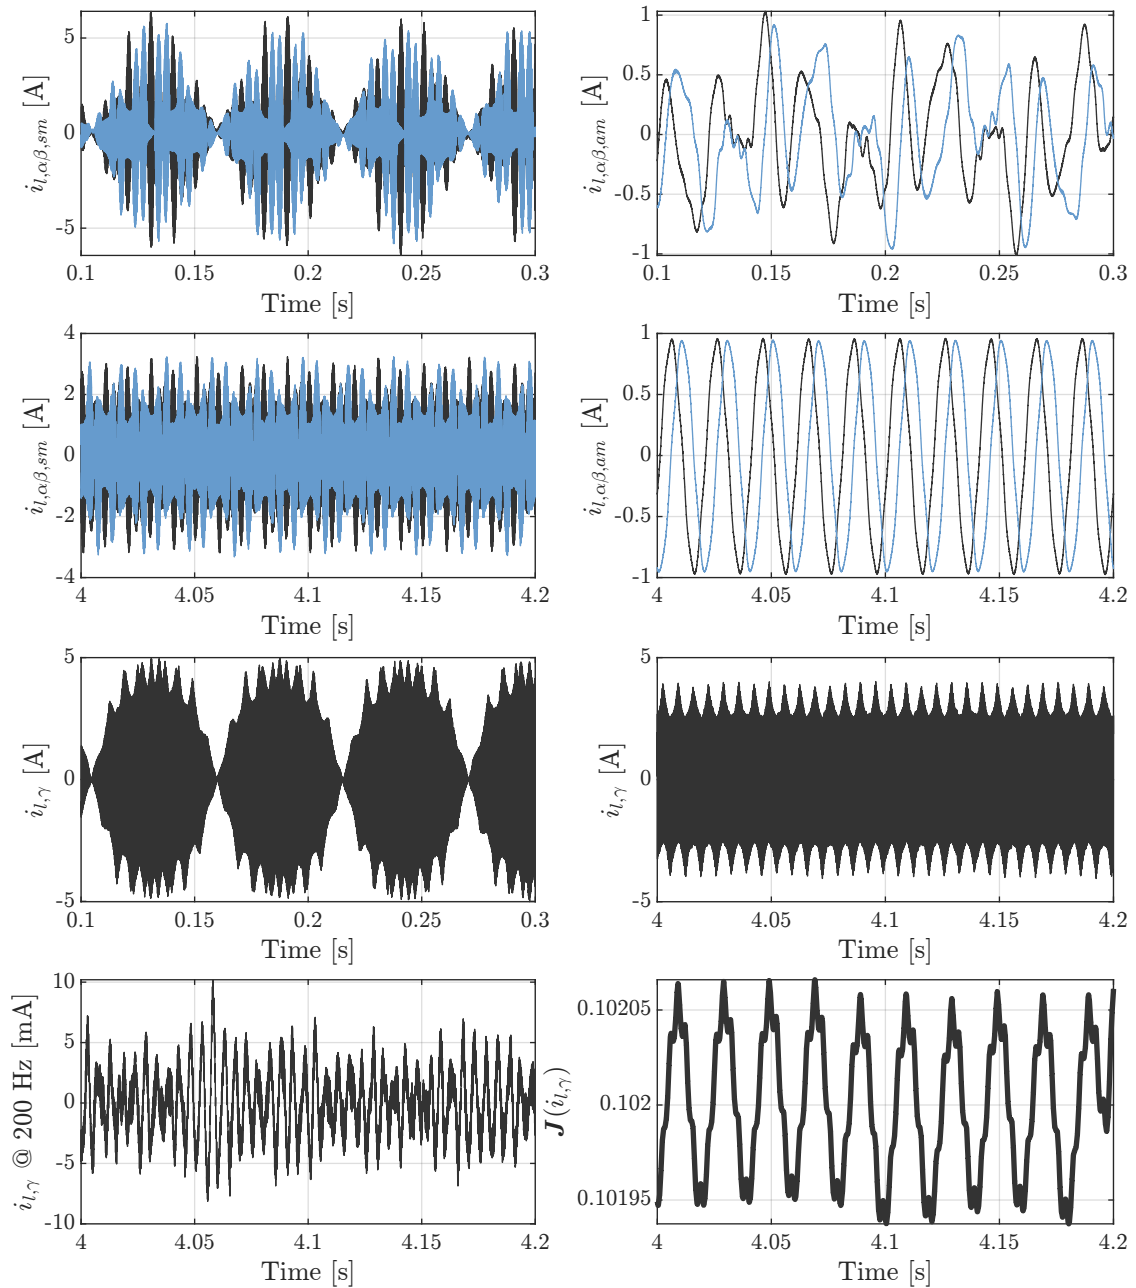 i_{l,αβ,sm} [A]
5
0
-5
0.1 0.15 0.2 0.25 0.3
Time [s]
i_{l,αβ,am} [A]
1
0.5
0
-0.5
-1
0.1 0.15 0.2 0.25 0.3
Time [s]
i_{l,αβ,sm} [A]
4
2
0
-2
-4
4 4.05 4.1 4.15 4.2
Time [s]
i_{l,αβ,am} [A]
1
0.5
0
-0.5
-1
4 4.05 4.1 4.15 4.2
Time [s]
i_{l,γ} [A]
5
0
-5
0.1 0.15 0.2 0.25 0.3
Time [s]
i_{l,γ} [A]
5
0
-5
4 4.05 4.1 4.15 4.2
Time [s]
i_{l,γ} @ 200 Hz [mA]
10
5
0
-5
-10
4 4.05 4.1 4.15 4.2
Time [s]
J(i_{l,γ})
0.10205
0.102
0.10195
4 4.05 4.1 4.15 4.2
Time [s]